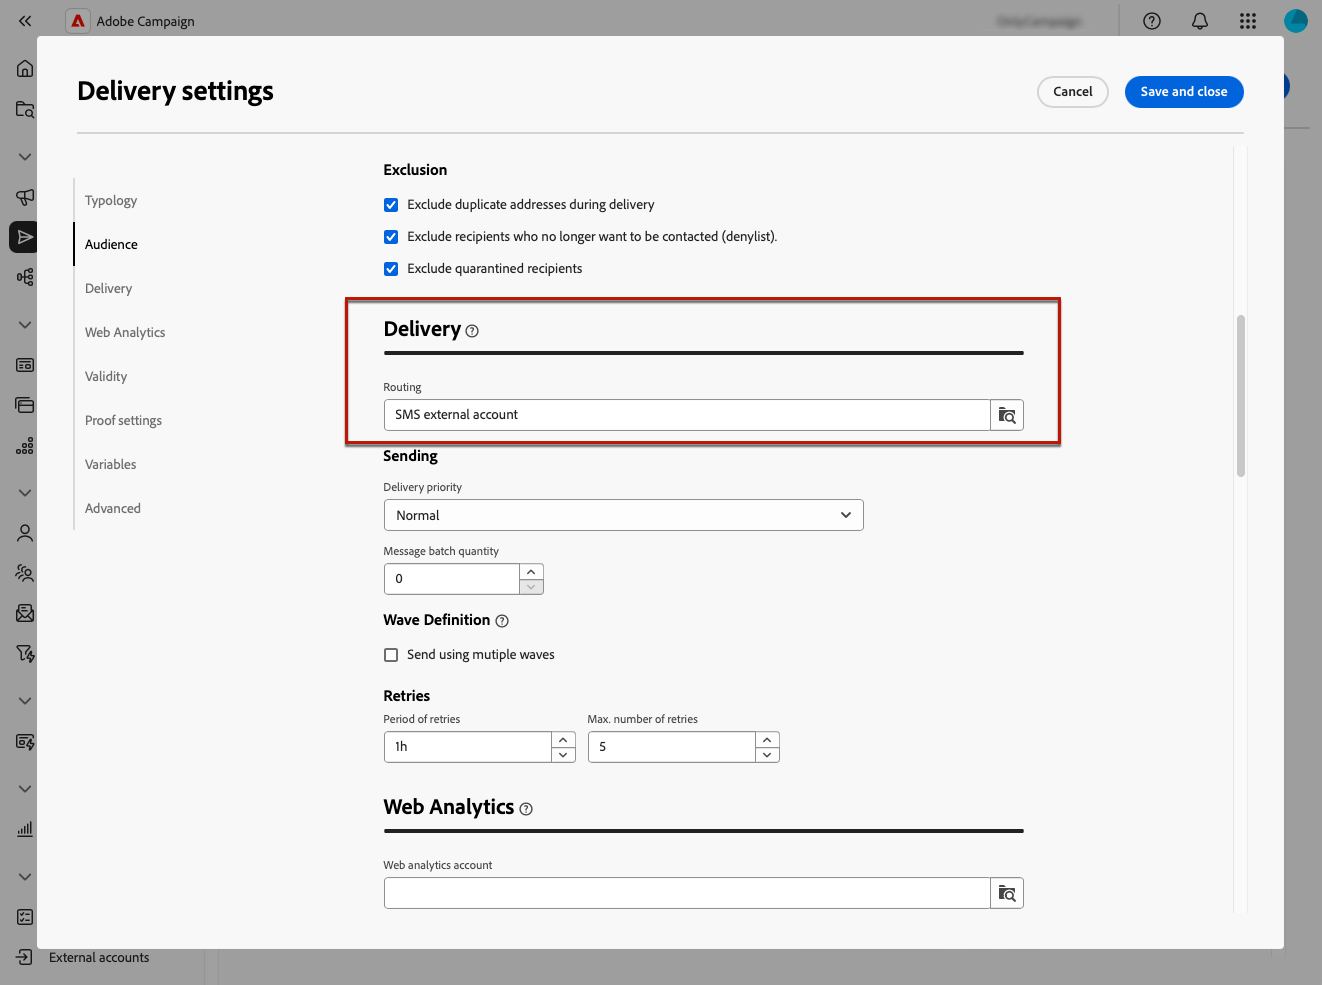 Adobe Campaign
Delivery settings
Cancel
Save and close
Typology
Audience
Delivery
Web Analytics
Validity
Proof settings
Variables
Advanced
Exclusion
Exclude duplicate addresses during delivery
Exclude recipients who no longer want to be contacted (denylist).
Exclude quarantined recipients
Delivery
Routing
SMS external account
Sending
Delivery priority
Normal
Message batch quantity
0
Wave Definition
Send using mutiple waves
Retries
Period of retries
Max. number of retries
1h
5
Web Analytics
Web analytics account
External accounts